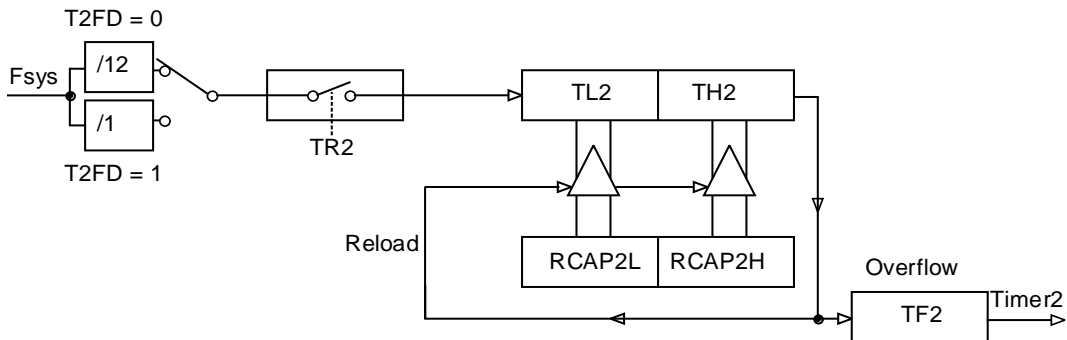 T2FD = 0
/12
Fsys
/1
T2FD = 1
TR2
TL2
TH2
Reload
RCAP2L
RCAP2H
Overflow
TF2
Timer2